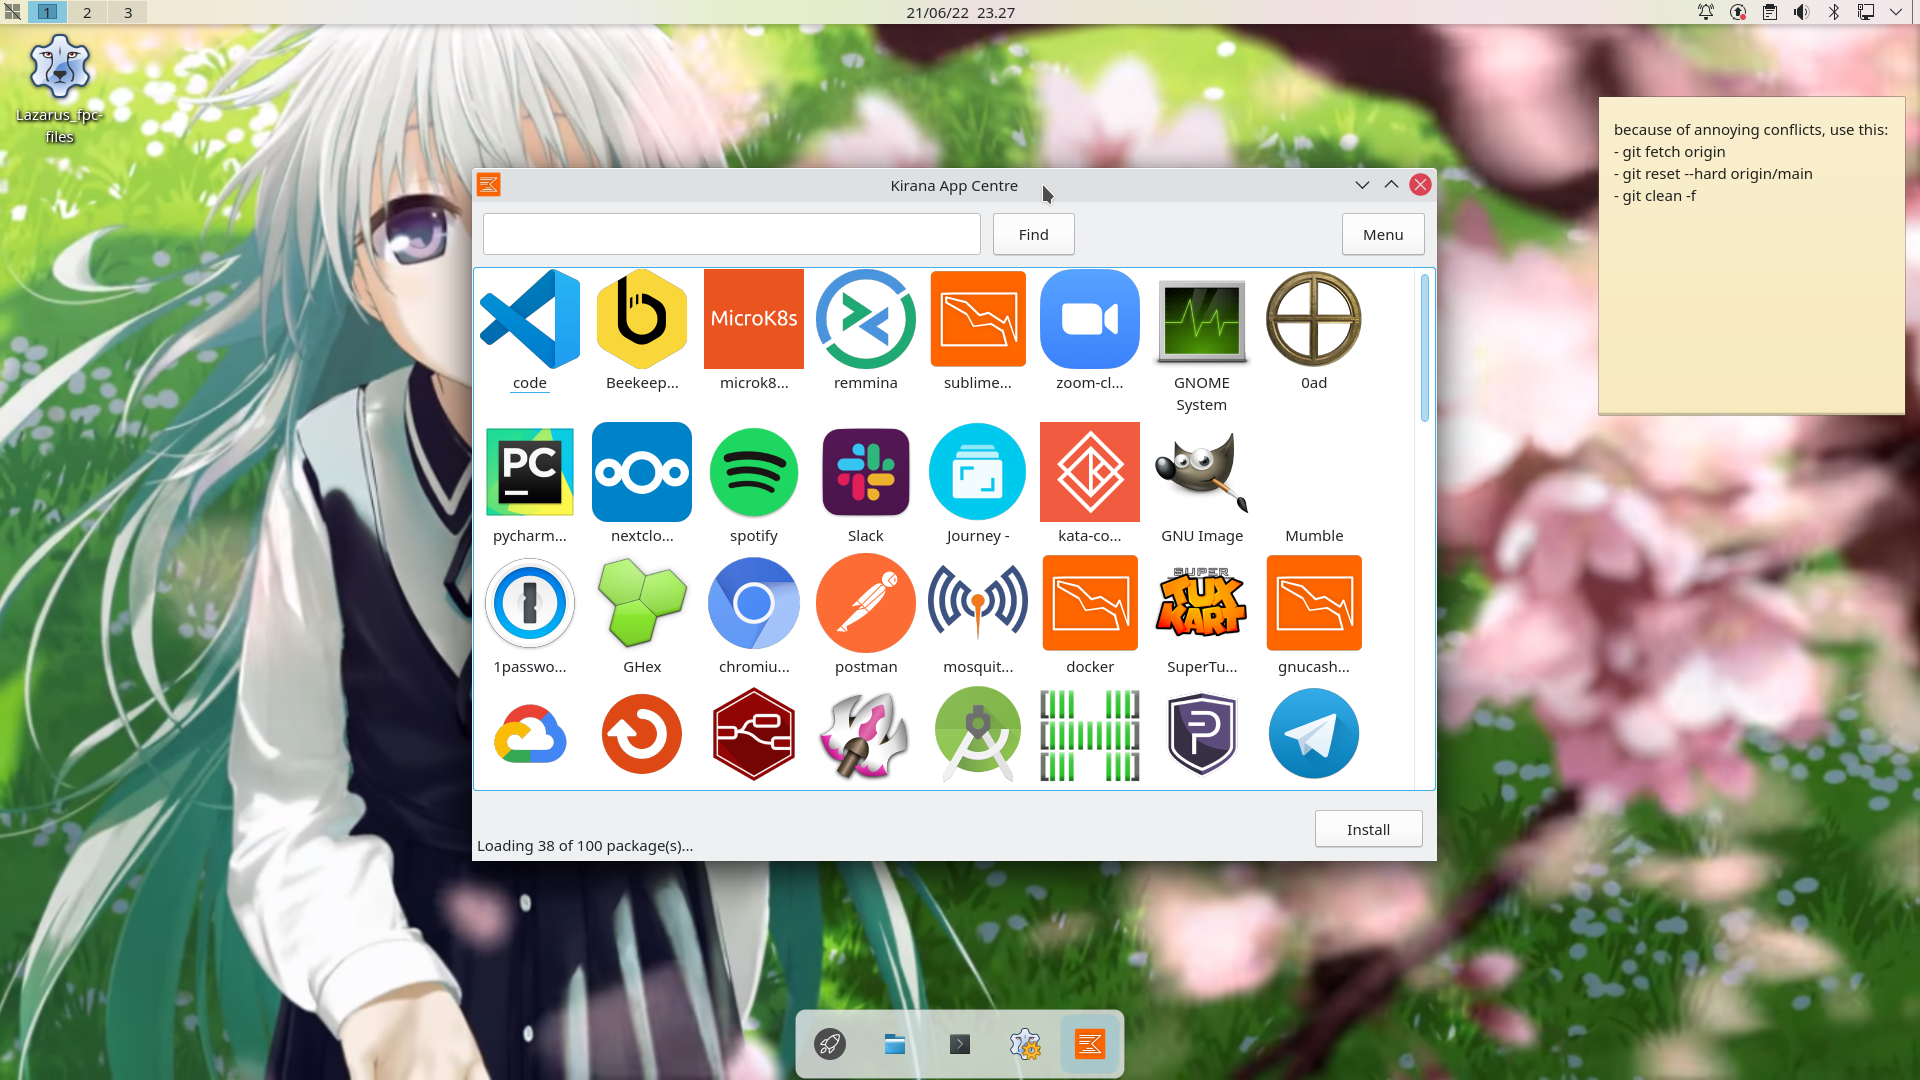 1 2 3
21/06/22 23.27
Lazarus_fpc-
files
because of annoying conflicts, use this:
- git fetch origin
- git reset --hard origin/main
- git clean -f
Kirana App Centre
Find
Menu
MicroK8s
code
Beekeep...
microk8...
remmina
sublime...
zoom-cl...
GNOME
System
0ad
PC
pycharm...
nextclo...
spotify
Slack
Journey -
kata-co...
GNU Image
Mumble
SUPER
TUX
KART
1passwo...
GHex
chromiu...
postman
mosquit...
docker
SuperTu...
gnucash...
Install
Loading 38 of 100 package(s)...